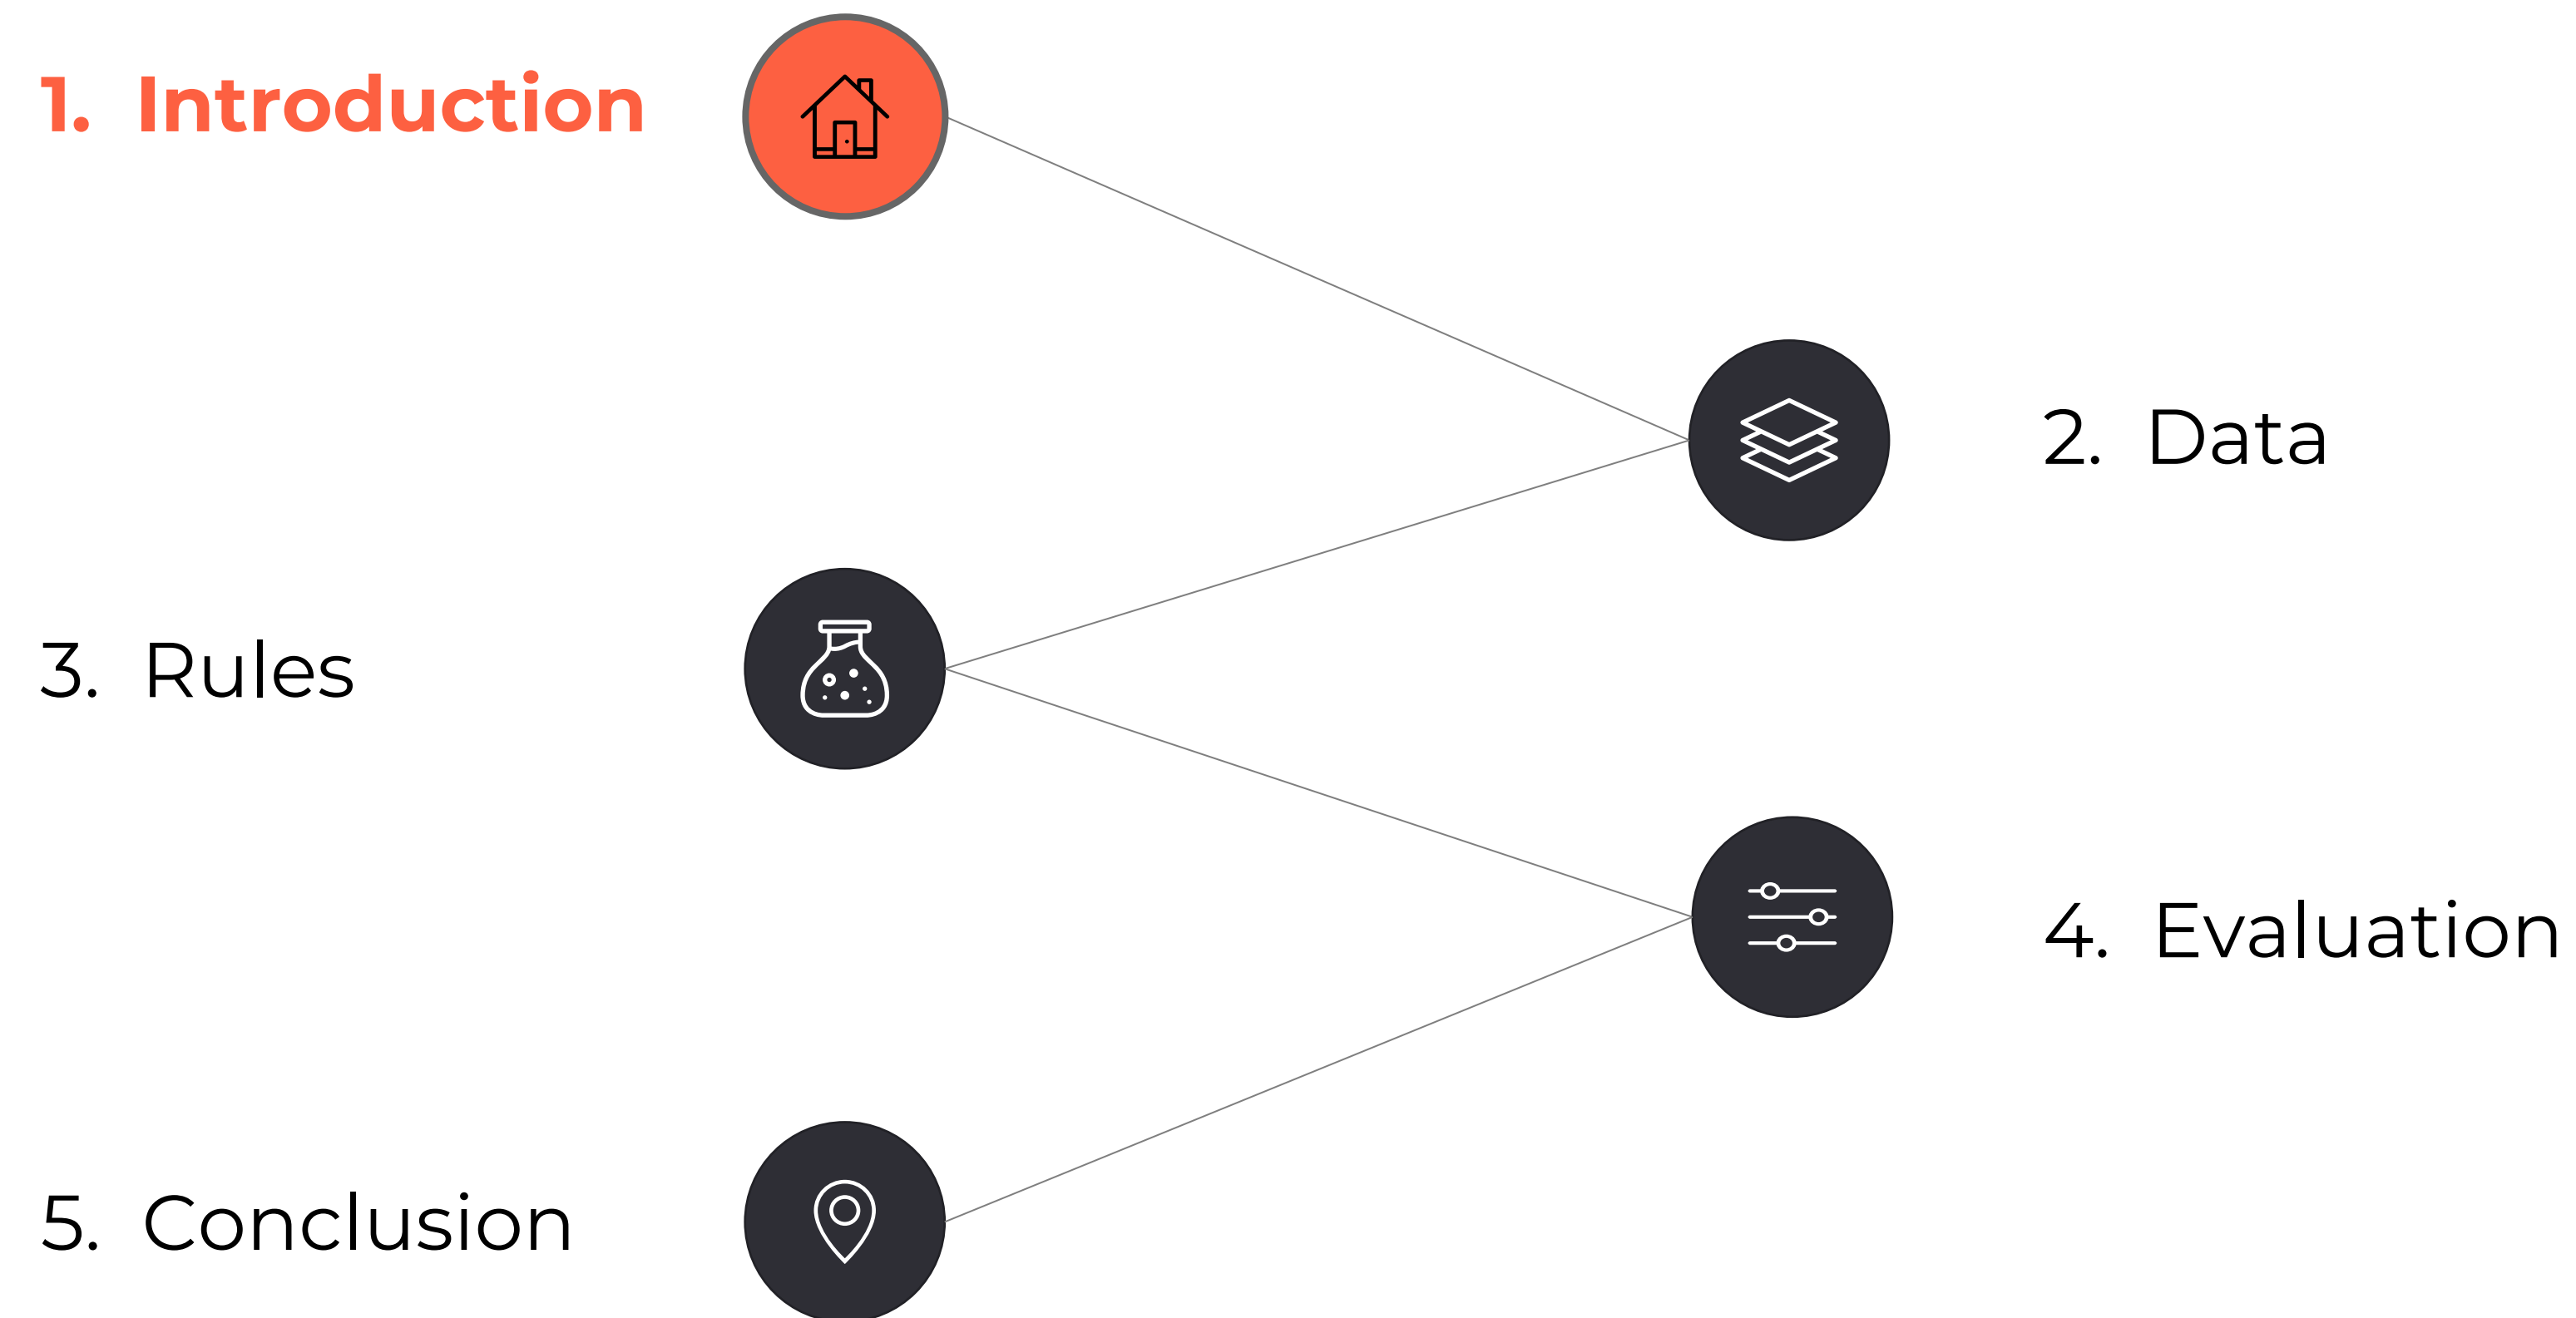 1. Introduction
2. Data
3. Rules
4. Evaluation
5. Conclusion